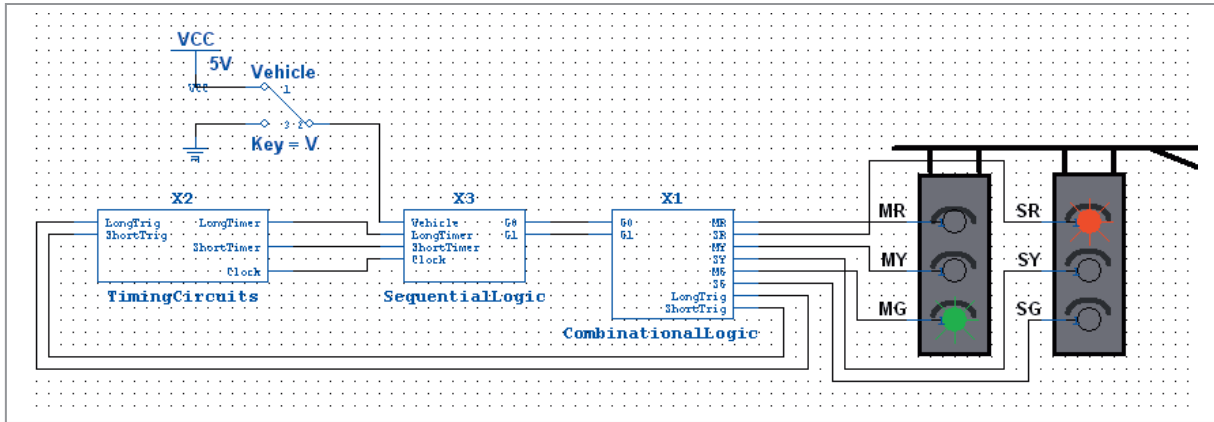 VCC
5V
VCC
Vehicle
1
3 2
Key = V
X2
LongTrig LongTimer
ShortTrig
ShortTimer
Clock
TimingCircuits
X3
Vehicle G0
LongTimer G1
ShortTimer
Clock
SequentialLogic
X1
G0 MR
G1 SR
MY
SY
MG
SG
LongTrig
ShortTrig
CombinationalLogic
MR SR
MY SY
MG SG